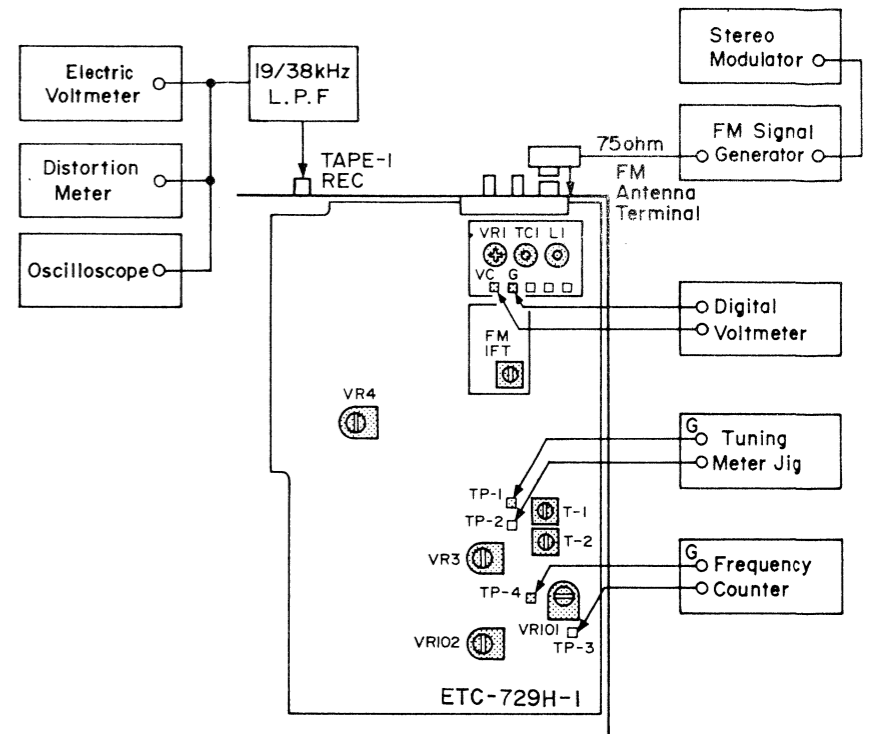 Electric
Voltmeter
19/38kHz
L.P.F
Stereo
Modulator
FM Signal
Generator
75ohm
FM
Antenna
Terminal
Distortion
Meter
TAPE-1
REC
Oscilloscope
VR1 TC1 L1
VC G
Digital
Voltmeter
FM
IFT
VR4
G Tuning
Meter Jig
TP-1
TP-2
T-1
T-2
VR3
G Frequency
Counter
TP-4
VR101
TP-3
VR102
ETC-729H-1